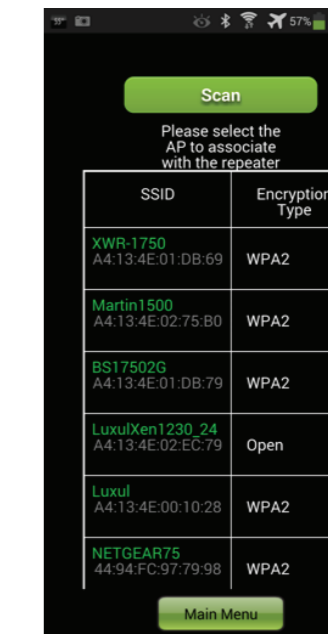 57%
Scan
Please select the
AP to associate
with the repeater
SSID
Encryption
Type
XWR-1750
A4:13:4E:01:DB:69
WPA2
Martin1500
A4:13:4E:02:75:B0
WPA2
BS17502G
A4:13:4E:01:DB:79
WPA2
LuxulXen1230_24
A4:13:4E:02:EC:79
Open
Luxul
A4:13:4E:00:10:28
WPA2
NETGEAR75
44:94:FC:97:79:98
WPA2
Main Menu